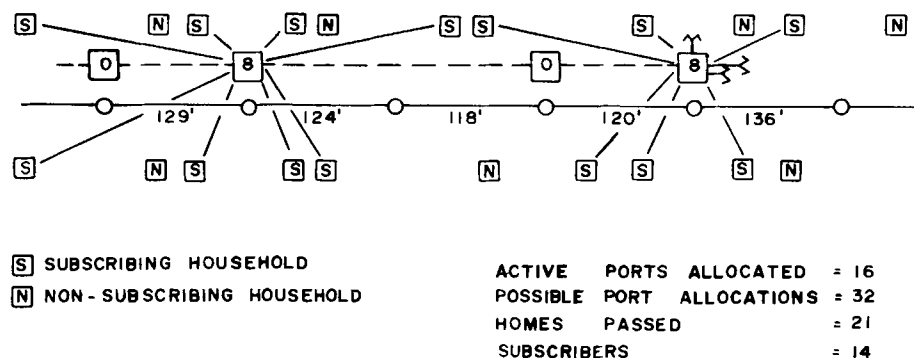 S N S S N S S S N S N
0 8 0 8
129' 124' 118' 120' 136'
S N S S S N S S S N
S SUBSCRIBING HOUSEHOLD
N NON-SUBSCRIBING HOUSEHOLD
ACTIVE PORTS ALLOCATED = 16
POSSIBLE PORT ALLOCATIONS = 32
HOMES PASSED = 21
SUBSCRIBERS = 14